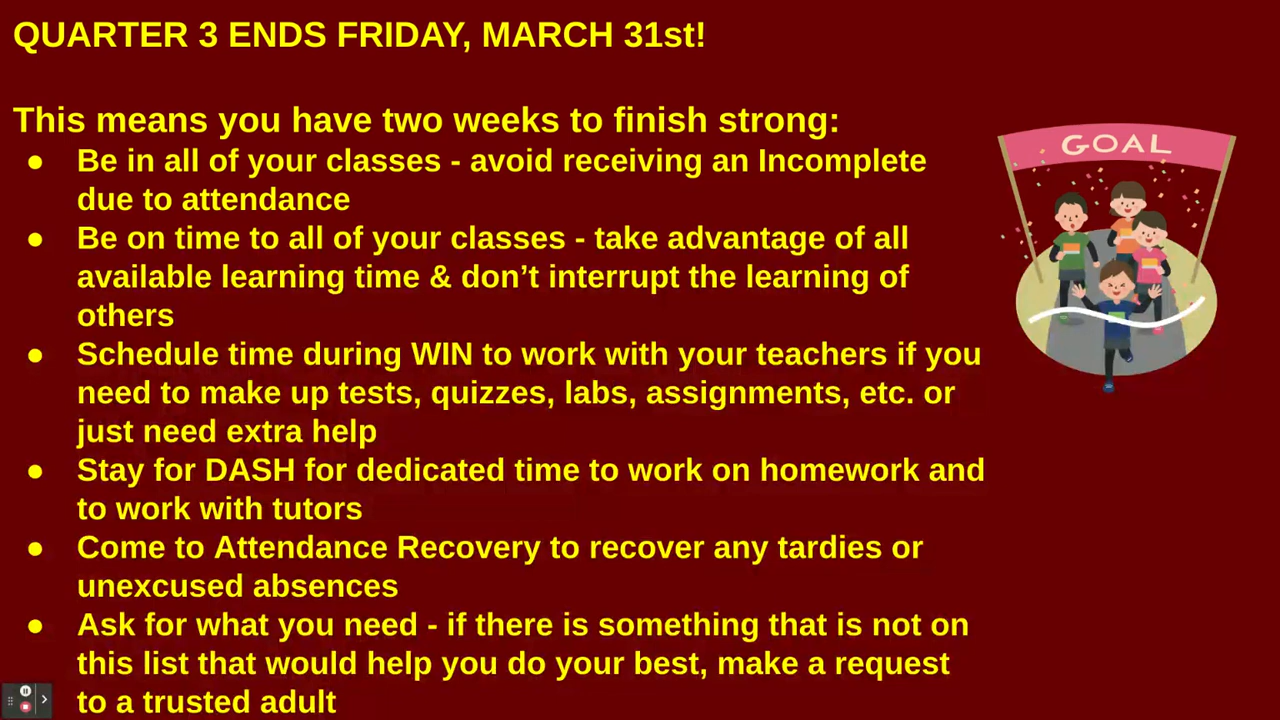 QUARTER 3 ENDS FRIDAY, MARCH 31st!
This means you have two weeks to finish strong:
● Be in all of your classes - avoid receiving an Incomplete
due to attendance
● Be on time to all of your classes - take advantage of all
available learning time & don’t interrupt the learning of
others
● Schedule time during WIN to work with your teachers if you
need to make up tests, quizzes, labs, assignments, etc. or
just need extra help
● Stay for DASH for dedicated time to work on homework and
to work with tutors
● Come to Attendance Recovery to recover any tardies or
unexcused absences
● Ask for what you need - if there is something that is not on
this list that would help you do your best, make a request
to a trusted adult
GOAL